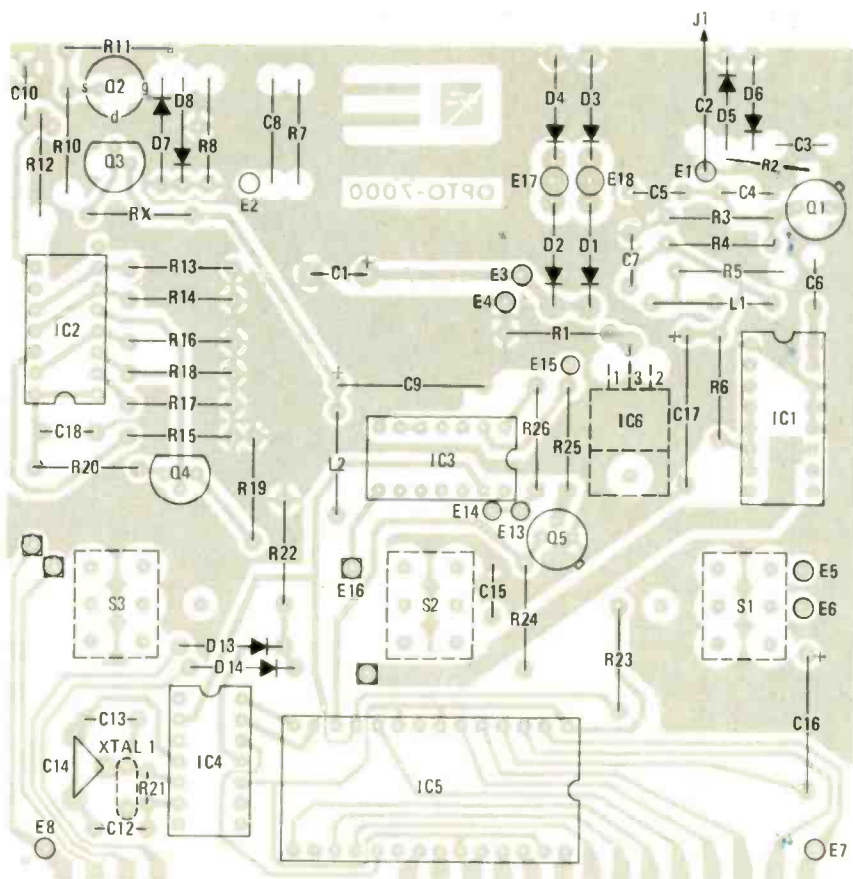 J1
R11
C10
s
Q2
g
d
D8
D7
R8
C8
R7
D4
D3
C2
D5
D6
C3
R12
R10
Q3
E2
OPTO-7000
E17
E18
E1
R2
C5
C4
Q1
RX
R3
R4
D2
D1
C7
R5
C6
R13
C1
+
E3
R14
E4
L1
IC2
R16
R1
+
R18
E15
1 3 2
R6
IC1
R17
+
C9
R26
R25
IC6
C17
C18
R15
L2
IC3
R20
Q4
R19
E14
E13
Q5
R22
S3
E16
S2
C15
R24
S1
E5
E6
R23
D13
D14
+
C16
C13
XTAL 1
C14
R21
IC4
IC5
C12
E8
E7